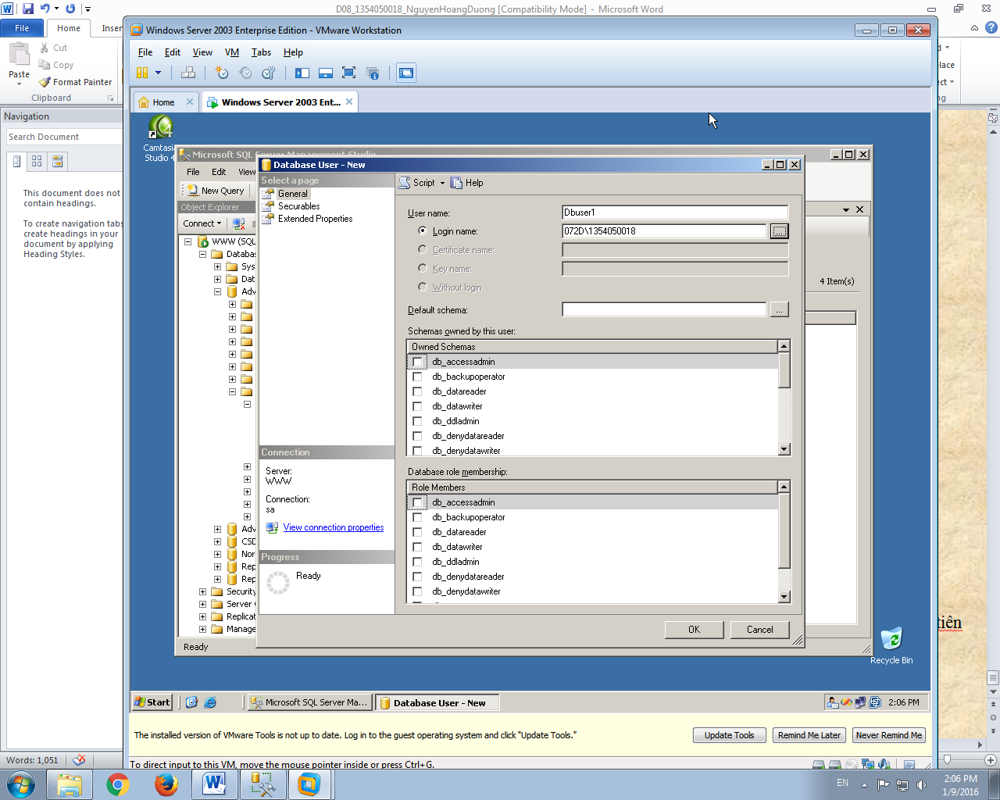 D08_1354050018_NguyenHoangDuong [Compatibility Mode] - Microsoft Word
File
Home
Inser
Cut
Copy
Paste
Format Painter
Clipboard
Navigation
Search Document
This document does not
contain headings.
To create navigation tabs,
create headings in your
document by applying
Heading Styles.
Words: 1,051
Windows Server 2003 Enterprise Edition - VMware Workstation
File Edit View VM Tabs Help
Home
Windows Server 2003 Ent...
Camtasia
Studio 4
Microsoft SQL Server Management Studio
File Edit View
New Query
Object Explorer
Connect
WWW (SQL
Databas
Sys
Dat
Adv
Adv
CSD
Nor
Rep
Rep
Security
Server
Replicat
Manage
Ready
4 Item(s)
Database User - New
Select a page
General
Securables
Extended Properties
Connection
Server:
WWW
Connection:
sa
View connection properties
Progress
Ready
Script
Help
User name:
Dbuser1
Login name:
072D\1354050018
...
Certificate name:
Key name:
Without login
Default schema:
...
Schemas owned by this user:
Owned Schemas
db_accessadmin
db_backupoperator
db_datareader
db_datawriter
db_ddladmin
db_denydatareader
db_denydatawriter
Database role membership:
Role Members
db_accessadmin
db_backupoperator
db_datareader
db_datawriter
db_ddladmin
db_denydatareader
db_denydatawriter
OK
Cancel
Recycle Bin
tiên
Start
Microsoft SQL Server Ma...
Database User - New
2:06 PM
The installed version of VMware Tools is not up to date. Log in to the guest operating system and click "Update Tools."
Update Tools
Remind Me Later
Never Remind Me
To direct input to this VM, move the mouse pointer inside or press Ctrl+G.
EN
2:06 PM
1/9/2016